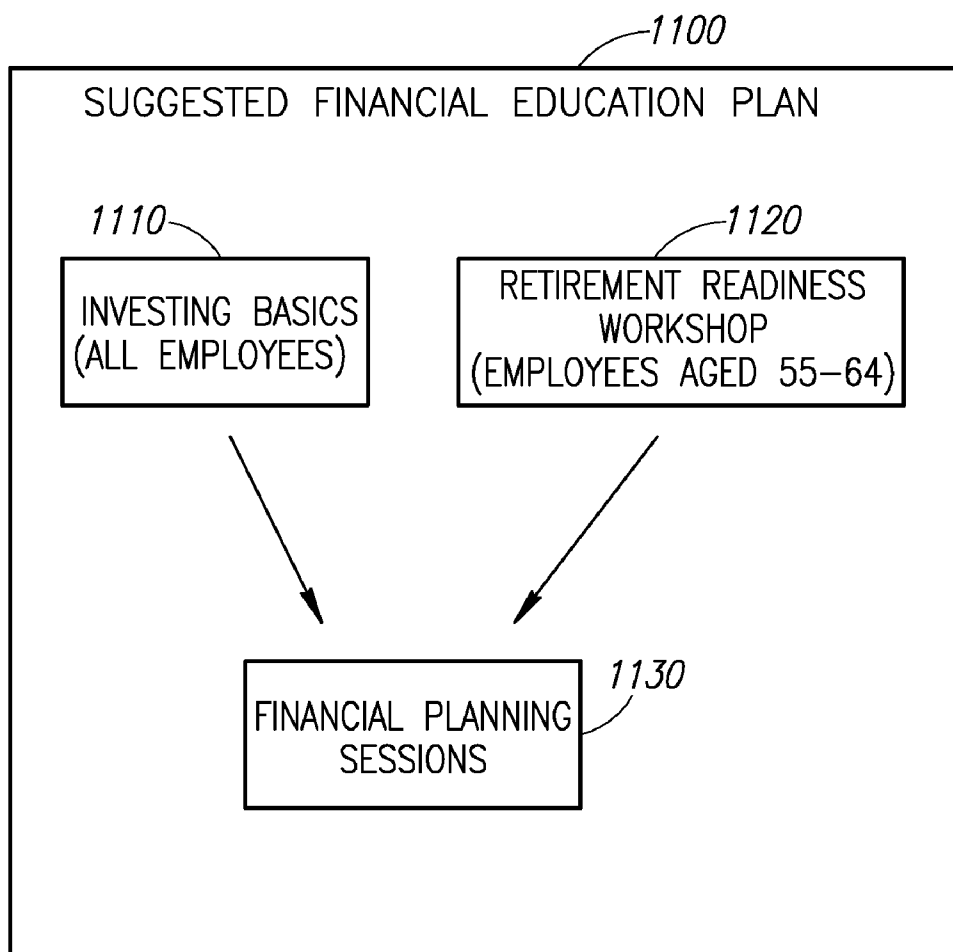 1100
SUGGESTED FINANCIAL EDUCATION PLAN
1110
INVESTING BASICS
(ALL EMPLOYEES)
1120
RETIREMENT READINESS
WORKSHOP
(EMPLOYEES AGED 55-64)
1130
FINANCIAL PLANNING
SESSIONS